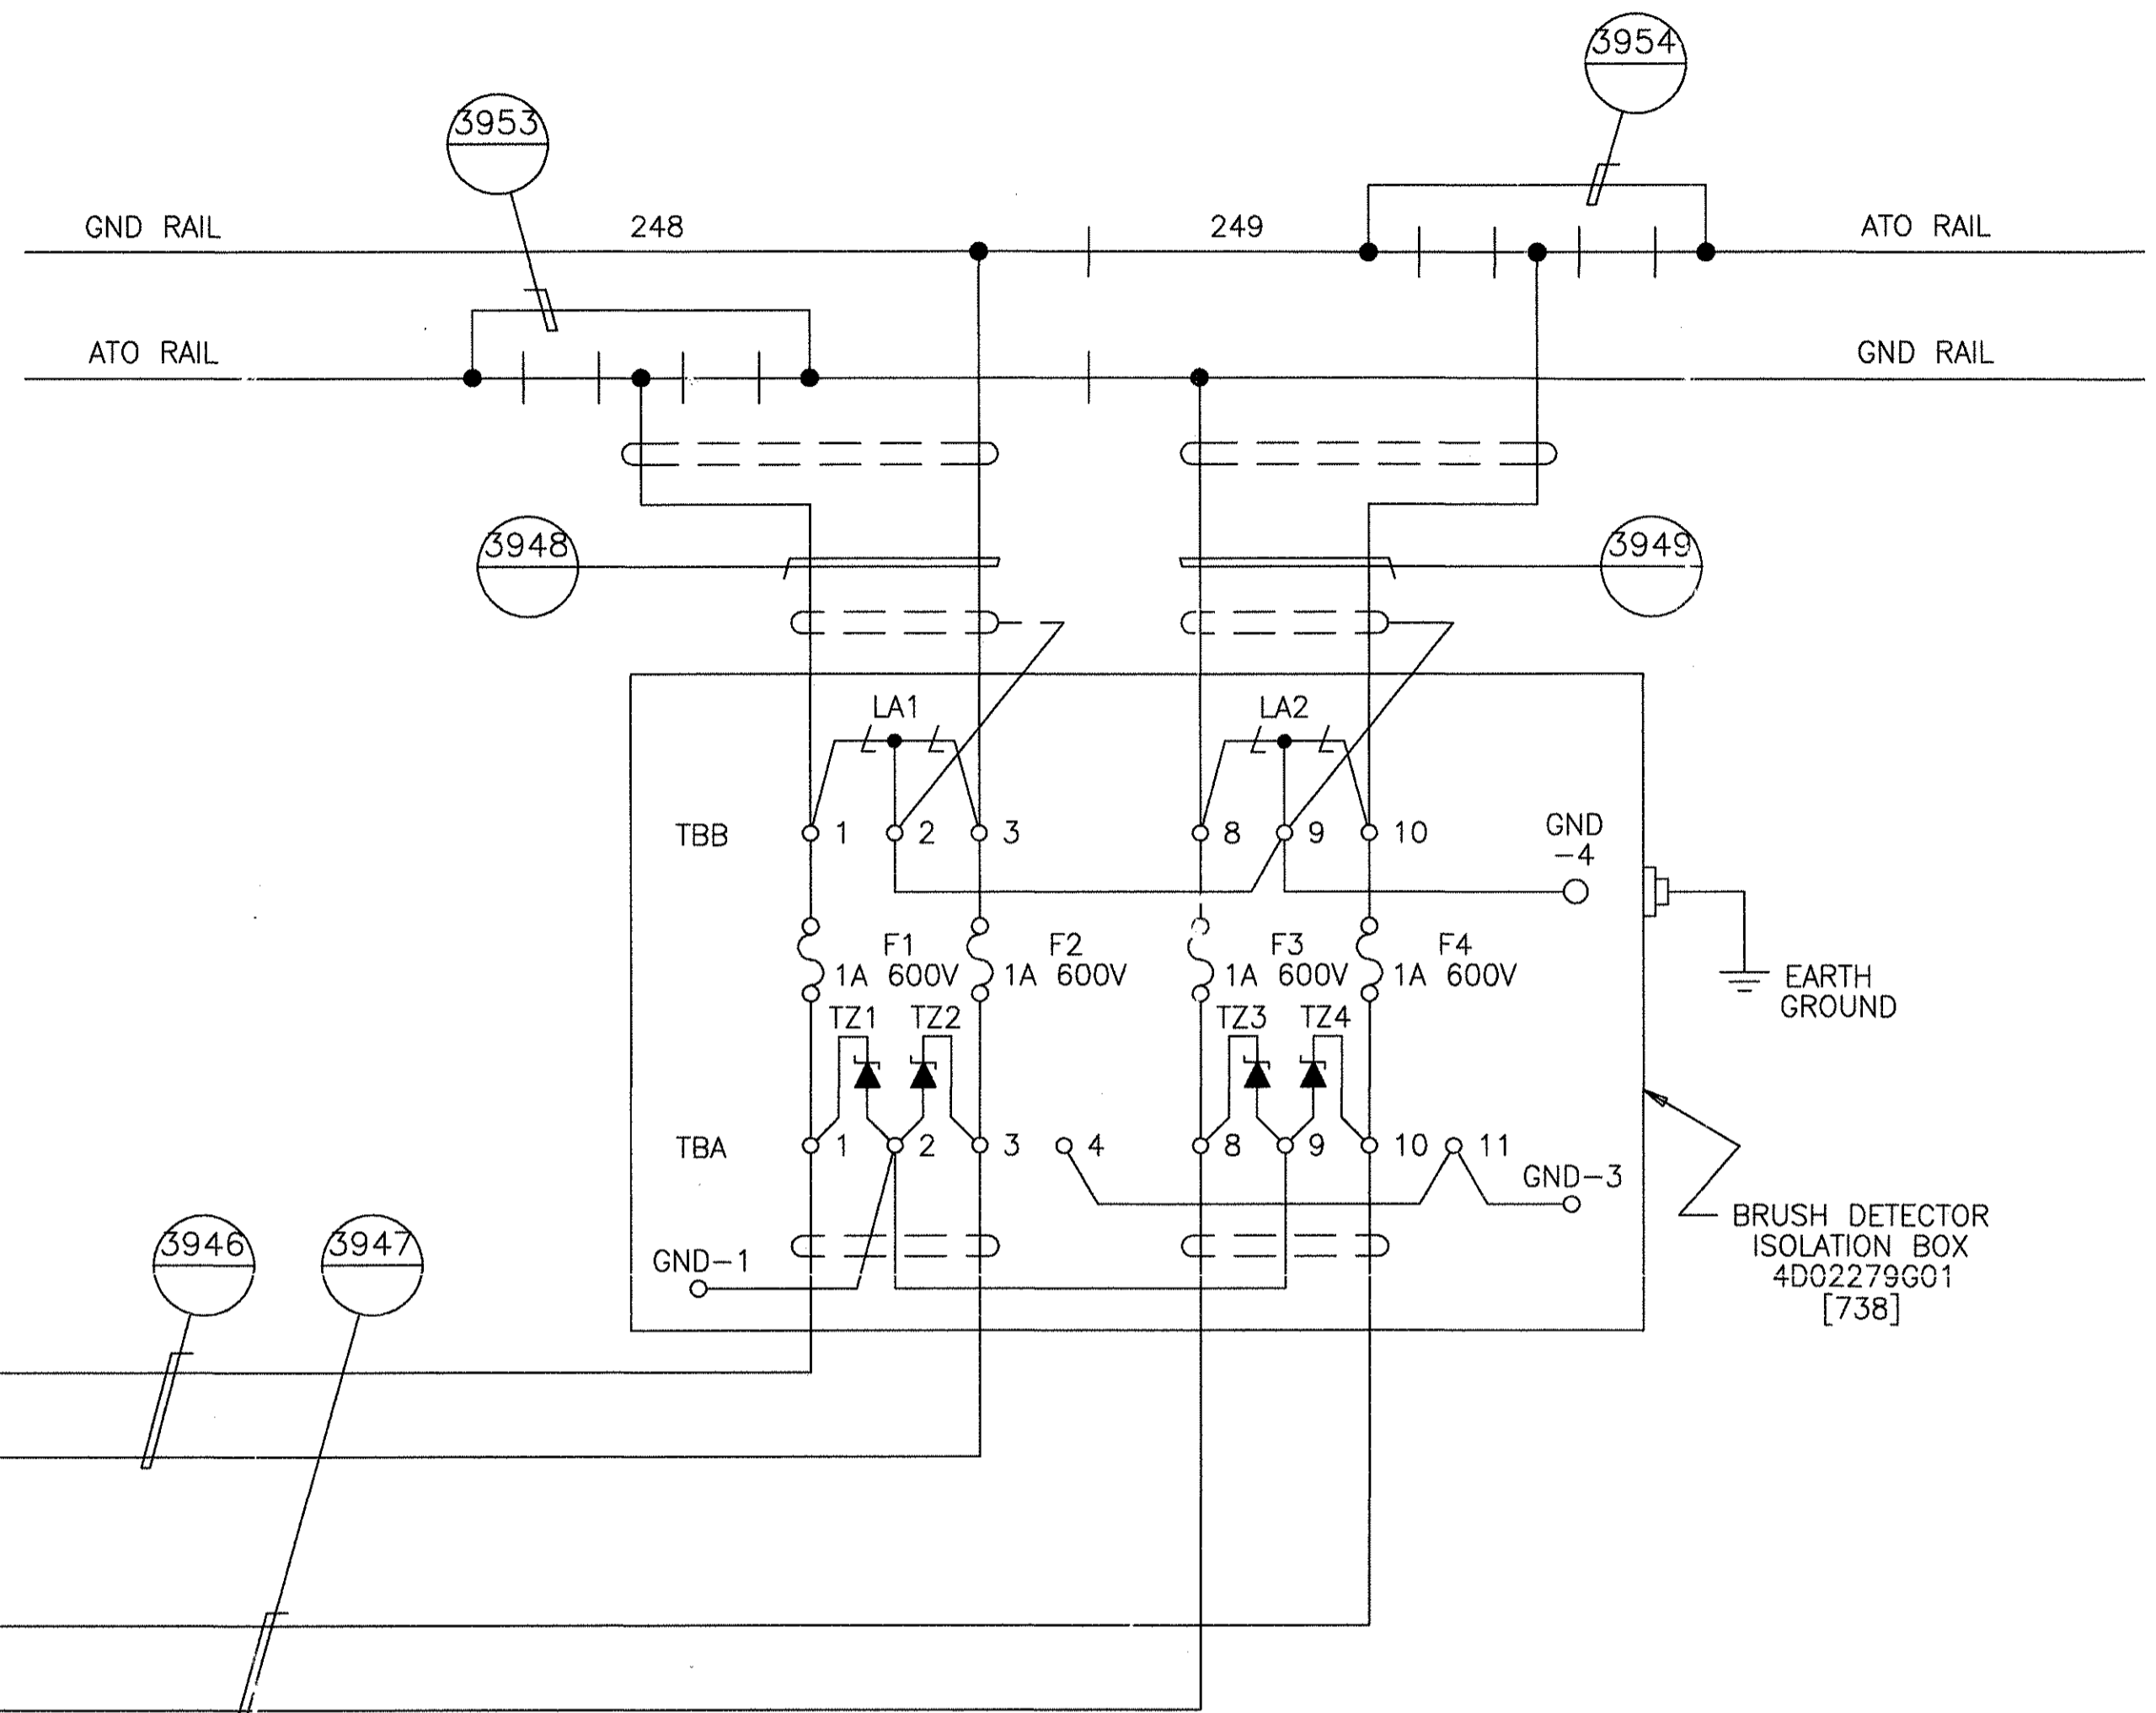 3954
3953
GND RAIL
248
249
ATO RAIL
ATO RAIL
GND RAIL
3948
3949
LA1
LA2
TBB
1
2
3
8
9
10
GND
-4
F1
1A 600V
F2
1A 600V
F3
1A 600V
F4
1A 600V
EARTH
GROUND
TZ1
TZ2
TZ3
TZ4
TBA
1
2
3
4
8
9
10
11
GND-3
BRUSH DETECTOR
ISOLATION BOX
4D02279G01
[738]
3946
3947
GND-1